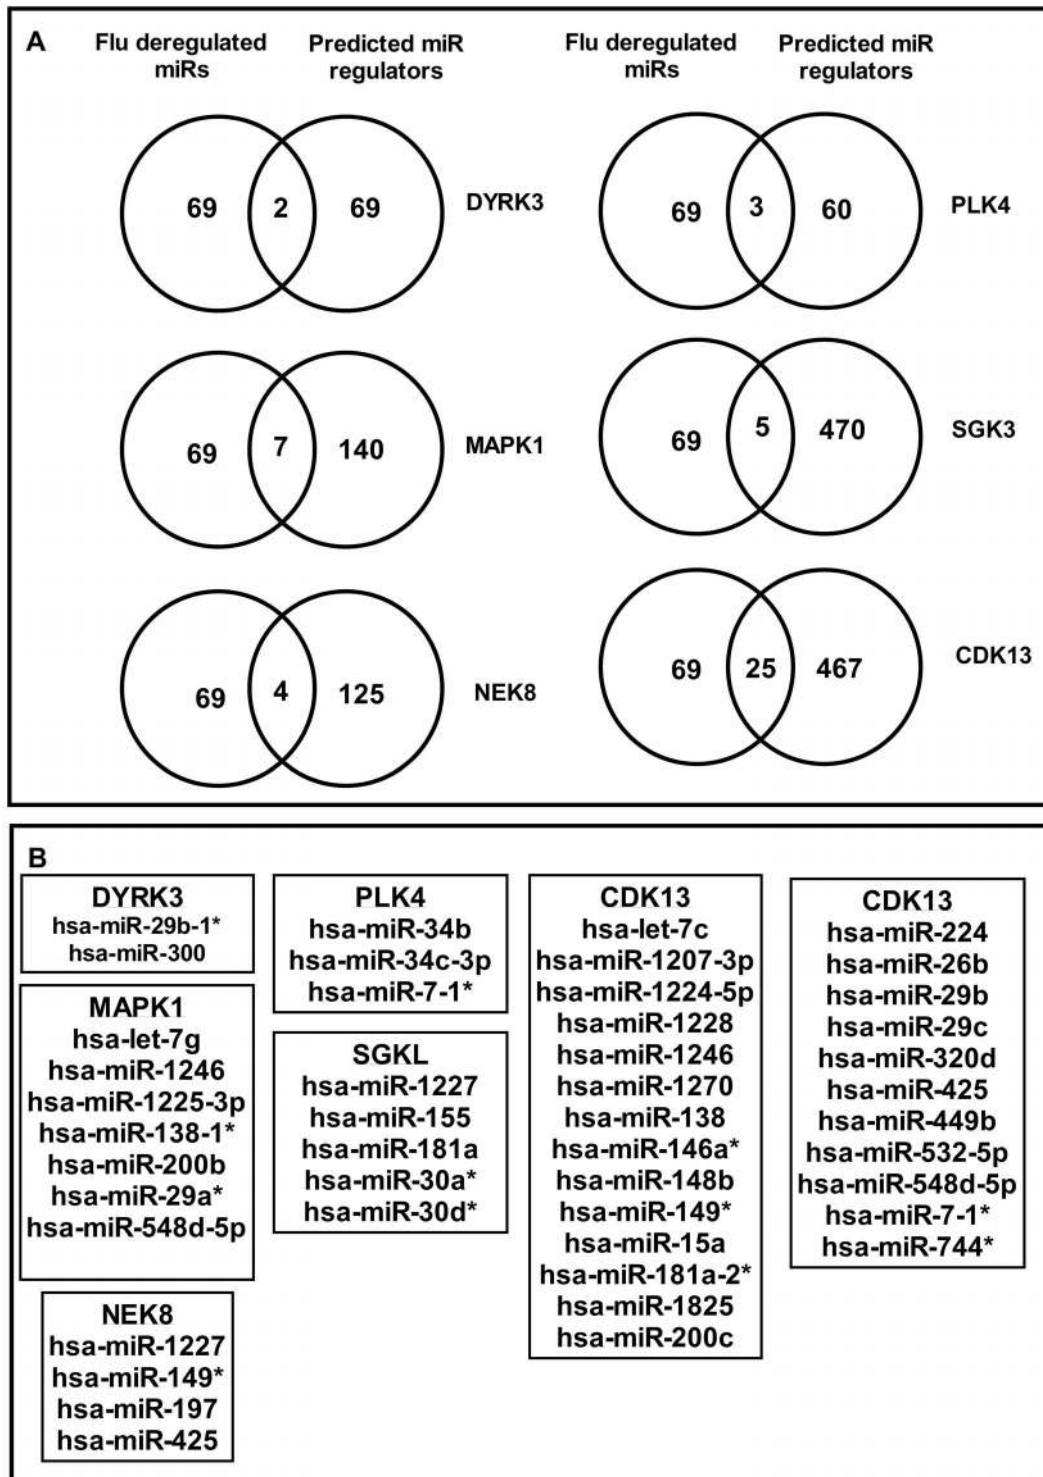 A
Flu deregulated
miRs
Predicted miR
regulators
Flu deregulated
miRs
Predicted miR
regulators
69 2 69 DYRK3
69 3 60 PLK4
69 7 140 MAPK1
69 5 470 SGK3
69 4 125 NEK8
69 25 467 CDK13
B
DYRK3
hsa-miR-29b-1*
hsa-miR-300
MAPK1
hsa-let-7g
hsa-miR-1246
hsa-miR-1225-3p
hsa-miR-138-1*
hsa-miR-200b
hsa-miR-29a*
hsa-miR-548d-5p
NEK8
hsa-miR-1227
hsa-miR-149*
hsa-miR-197
hsa-miR-425
PLK4
hsa-miR-34b
hsa-miR-34c-3p
hsa-miR-7-1*
SGKL
hsa-miR-1227
hsa-miR-155
hsa-miR-181a
hsa-miR-30a*
hsa-miR-30d*
CDK13
hsa-let-7c
hsa-miR-1207-3p
hsa-miR-1224-5p
hsa-miR-1228
hsa-miR-1246
hsa-miR-1270
hsa-miR-138
hsa-miR-146a*
hsa-miR-148b
hsa-miR-149*
hsa-miR-15a
hsa-miR-181a-2*
hsa-miR-1825
hsa-miR-200c
CDK13
hsa-miR-224
hsa-miR-26b
hsa-miR-29b
hsa-miR-29c
hsa-miR-320d
hsa-miR-425
hsa-miR-449b
hsa-miR-532-5p
hsa-miR-548d-5p
hsa-miR-7-1*
hsa-miR-744*